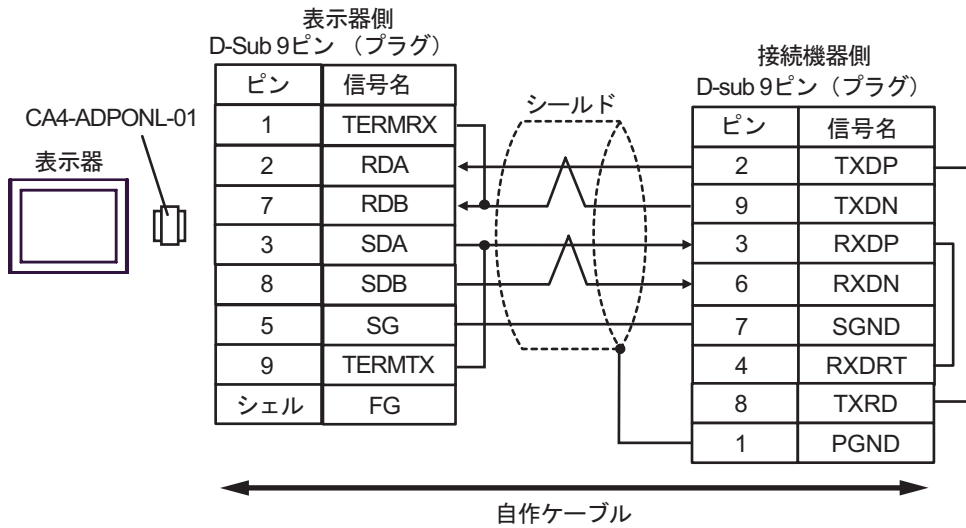 表示器側
D-Sub 9ピン （プラグ）
接続機器側
D-sub 9ピン（プラグ）
CA4-ADPONL-01
表示器
シールド
ピン 信号名
1 TERMRX
2 RDA
7 RDB
3 SDA
8 SDB
5 SG
9 TERMTX
シェル FG
ピン 信号名
2 TXDP
9 TXDN
3 RXDP
6 RXDN
7 SGND
4 RXDRT
8 TXRD
1 PGND
自作ケーブル